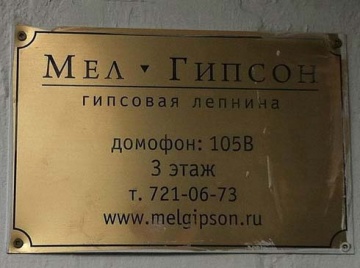 Мел ▾ Гипсон
гипсовая лепнина
домофон: 105В
3 этаж
т. 721-06-73
www.melgipson.ru